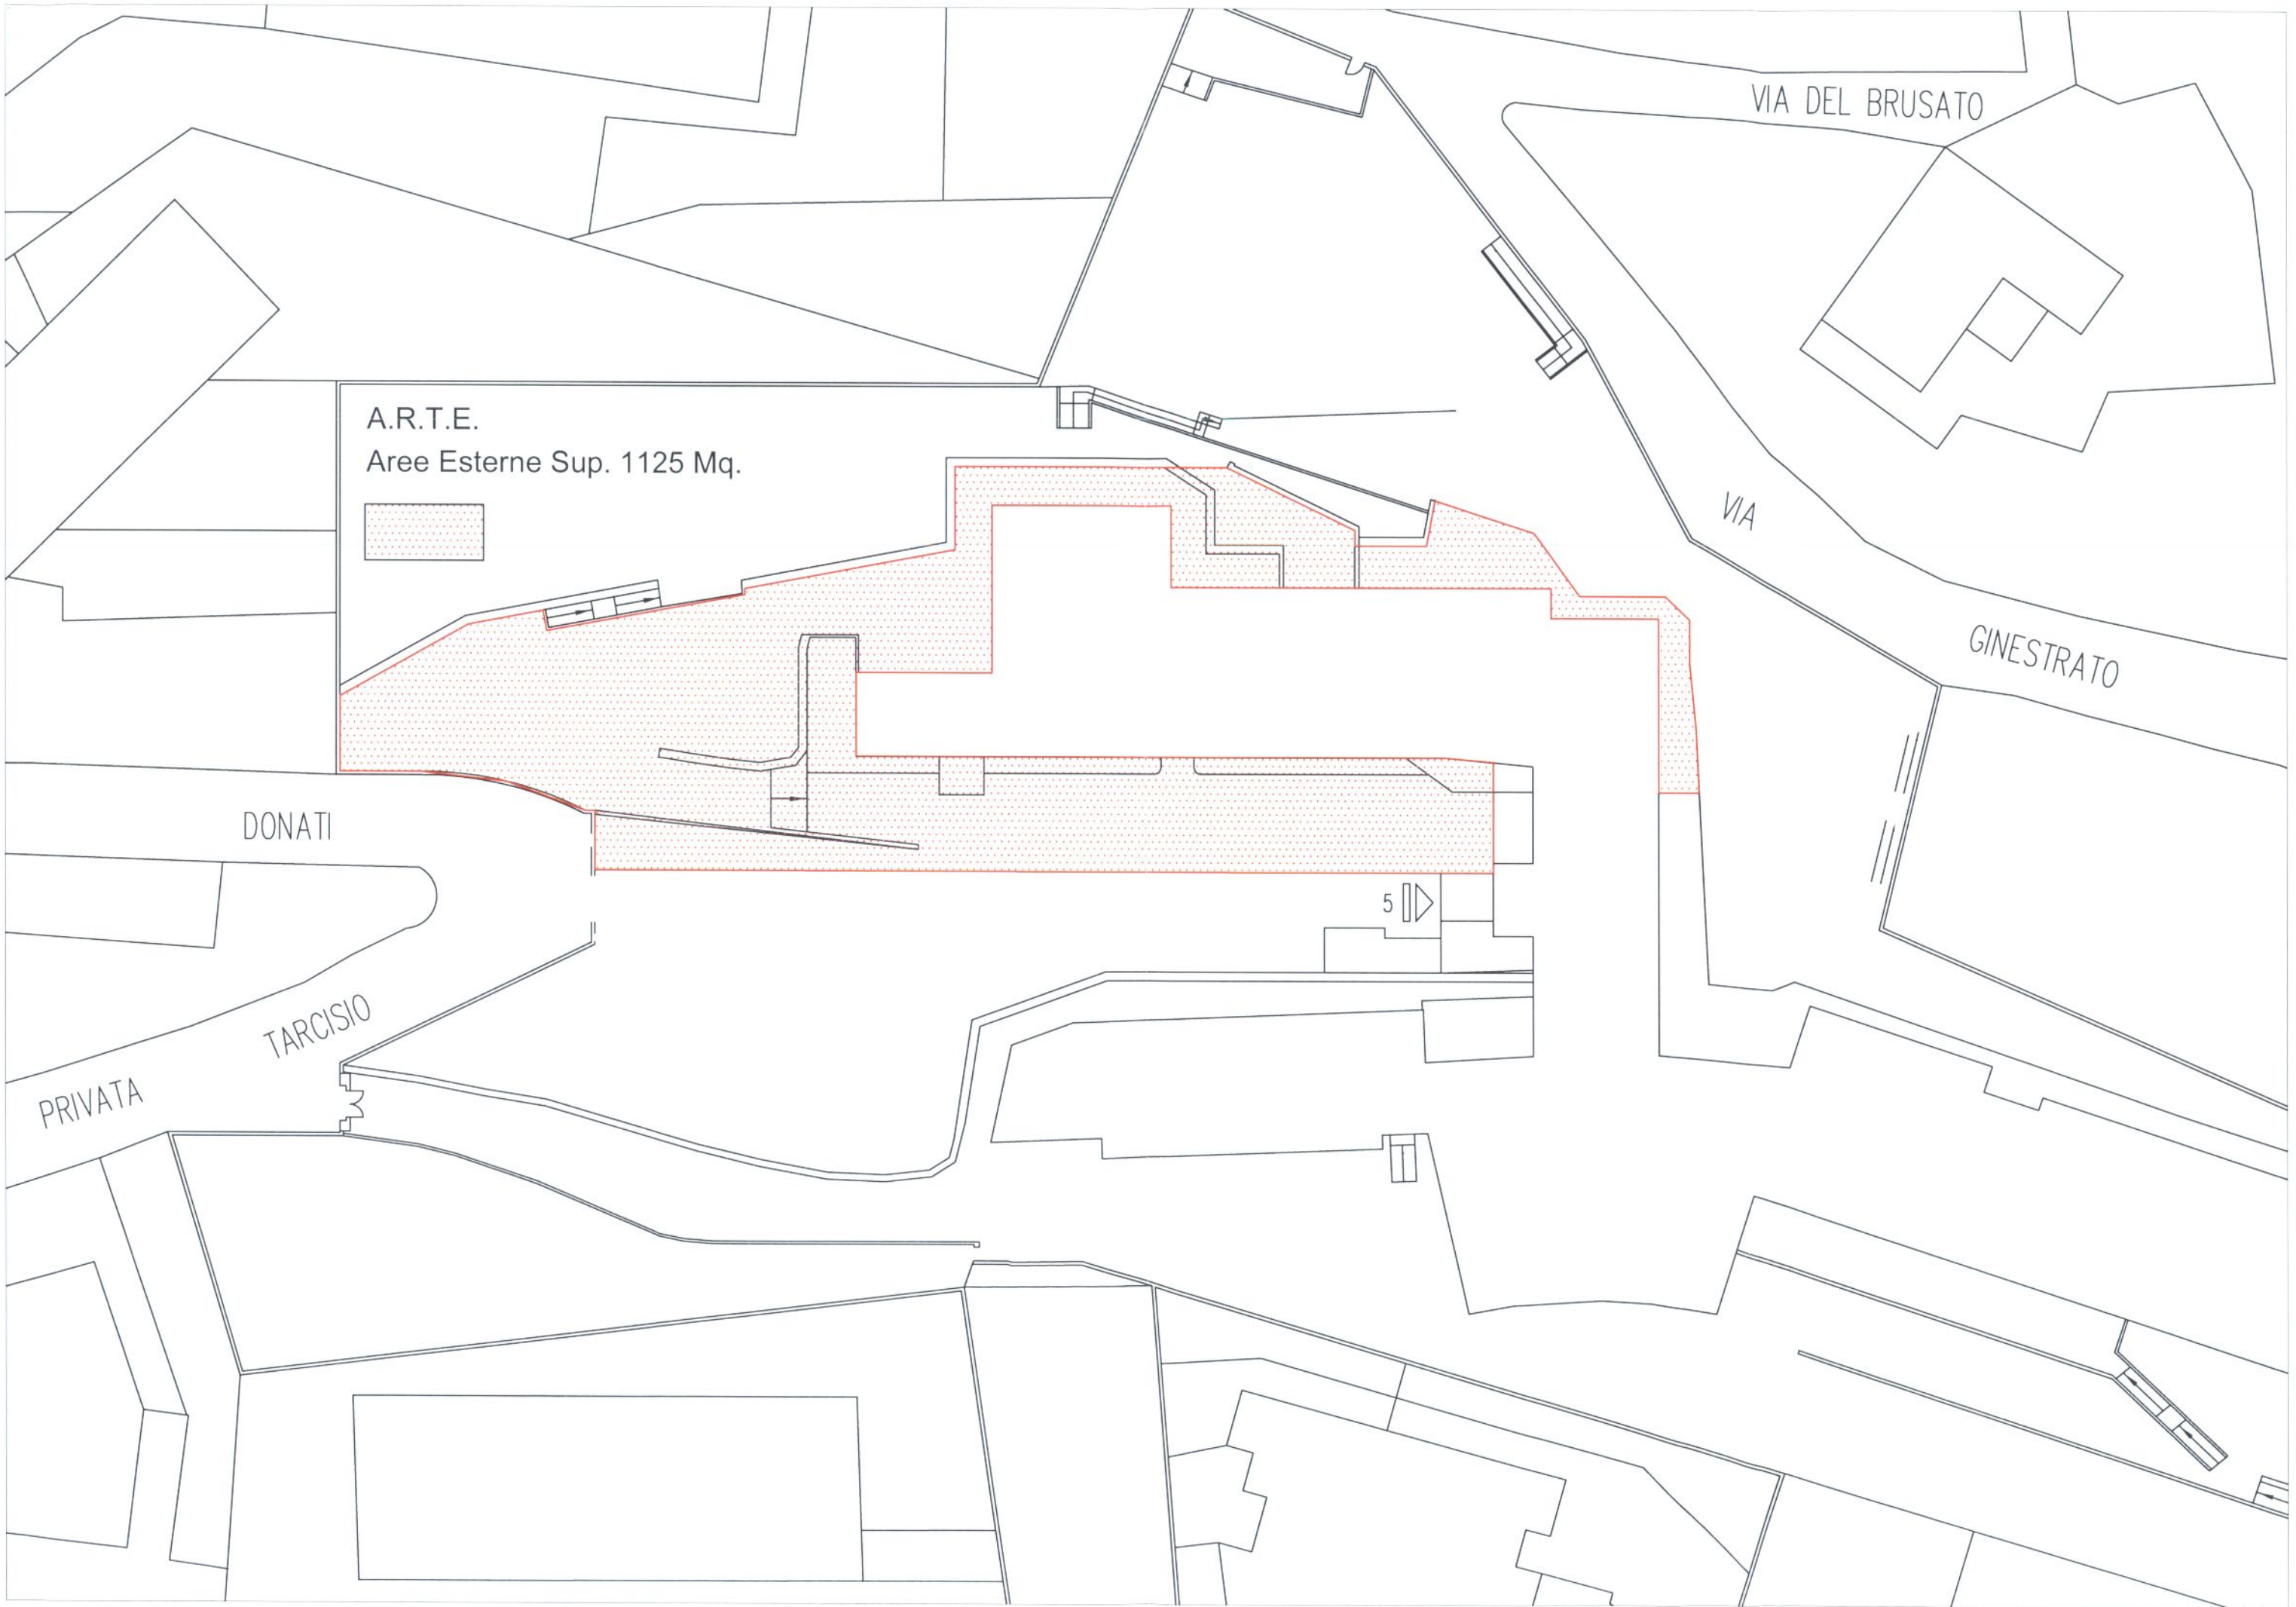 VIA DEL BRUSATO
A.R.T.E.
Aree Esterne Sup. 1125 Mq.
VIA
GINESTRATO
DONATI
5
TARCISIO
PRIVATA